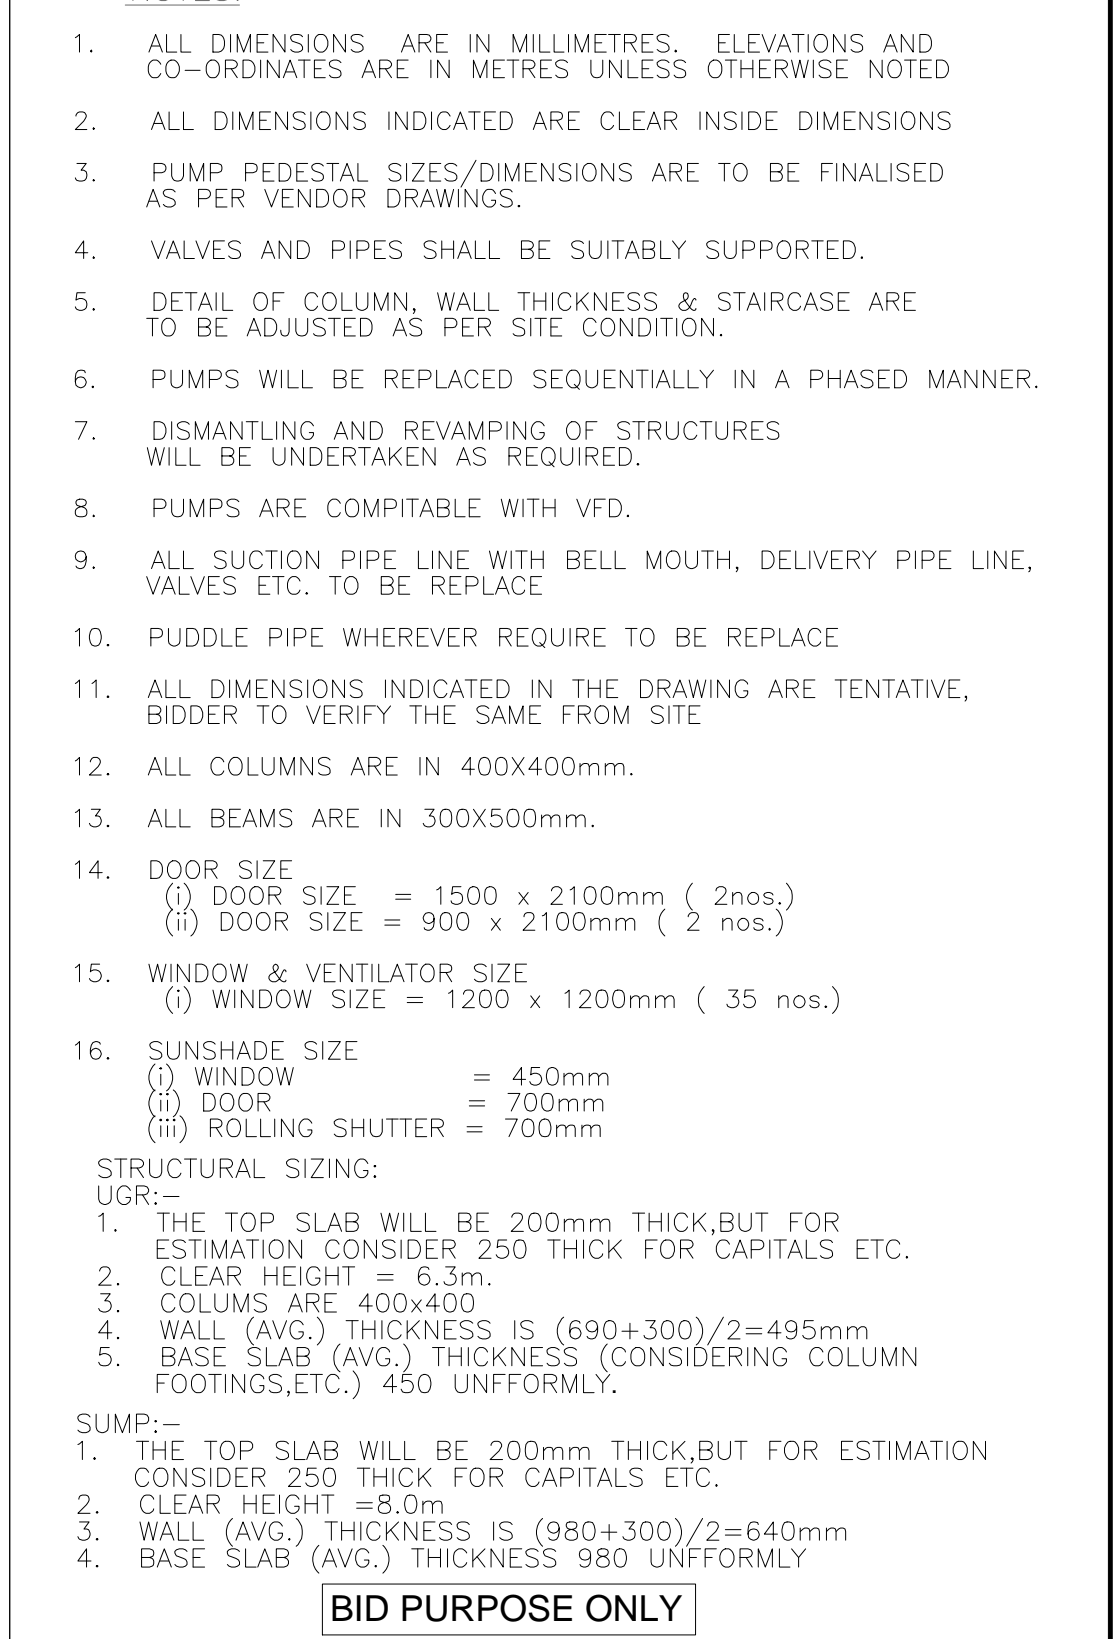 NOTES:
1. ALL DIMENSIONS ARE IN MILLIMETRES. ELEVATIONS AND
CO-ORDINATES ARE IN METRES UNLESS OTHERWISE NOTED
2. ALL DIMENSIONS INDICATED ARE CLEAR INSIDE DIMENSIONS
3. PUMP PEDESTAL SIZES/DIMENSIONS ARE TO BE FINALISED
AS PER VENDOR DRAWINGS.
4. VALVES AND PIPES SHALL BE SUITABLY SUPPORTED.
5. DETAIL OF COLUMN, WALL THICKNESS & STAIRCASE ARE
TO BE ADJUSTED AS PER SITE CONDITION.
6. PUMPS WILL BE REPLACED SEQUENTIALLY IN A PHASED MANNER.
7. DISMANTLING AND REVAMPING OF STRUCTURES
WILL BE UNDERTAKEN AS REQUIRED.
8. PUMPS ARE COMPITABLE WITH VFD.
9. ALL SUCTION PIPE LINE WITH BELL MOUTH, DELIVERY PIPE LINE,
VALVES ETC. TO BE REPLACE
10. PUDDLE PIPE WHEREVER REQUIRE TO BE REPLACE
11. ALL DIMENSIONS INDICATED IN THE DRAWING ARE TENTATIVE,
BIDDER TO VERIFY THE SAME FROM SITE
12. ALL COLUMNS ARE IN 400X400mm.
13. ALL BEAMS ARE IN 300X500mm.
14. DOOR SIZE
(i) DOOR SIZE = 1500 x 2100mm ( 2nos.)
(ii) DOOR SIZE = 900 x 2100mm ( 2 nos.)
15. WINDOW & VENTILATOR SIZE
(i) WINDOW SIZE = 1200 x 1200mm ( 35 nos.)
16. SUNSHADE SIZE
(i) WINDOW = 450mm
(ii) DOOR = 700mm
(iii) ROLLING SHUTTER = 700mm
STRUCTURAL SIZING:
UGR:-
1. THE TOP SLAB WILL BE 200mm THICK,BUT FOR
ESTIMATION CONSIDER 250 THICK FOR CAPITALS ETC.
2. CLEAR HEIGHT = 6.3m.
3. COLUMS ARE 400x400
4. WALL (AVG.) THICKNESS IS (690+300)/2=495mm
5. BASE SLAB (AVG.) THICKNESS (CONSIDERING COLUMN
FOOTINGS,ETC.) 450 UNFFORMLY.
SUMP:-
1. THE TOP SLAB WILL BE 200mm THICK,BUT FOR ESTIMATION
CONSIDER 250 THICK FOR CAPITALS ETC.
2. CLEAR HEIGHT =8.0m
3. WALL (AVG.) THICKNESS IS (980+300)/2=640mm
4. BASE SLAB (AVG.) THICKNESS 980 UNFFORMLY
BID PURPOSE ONLY